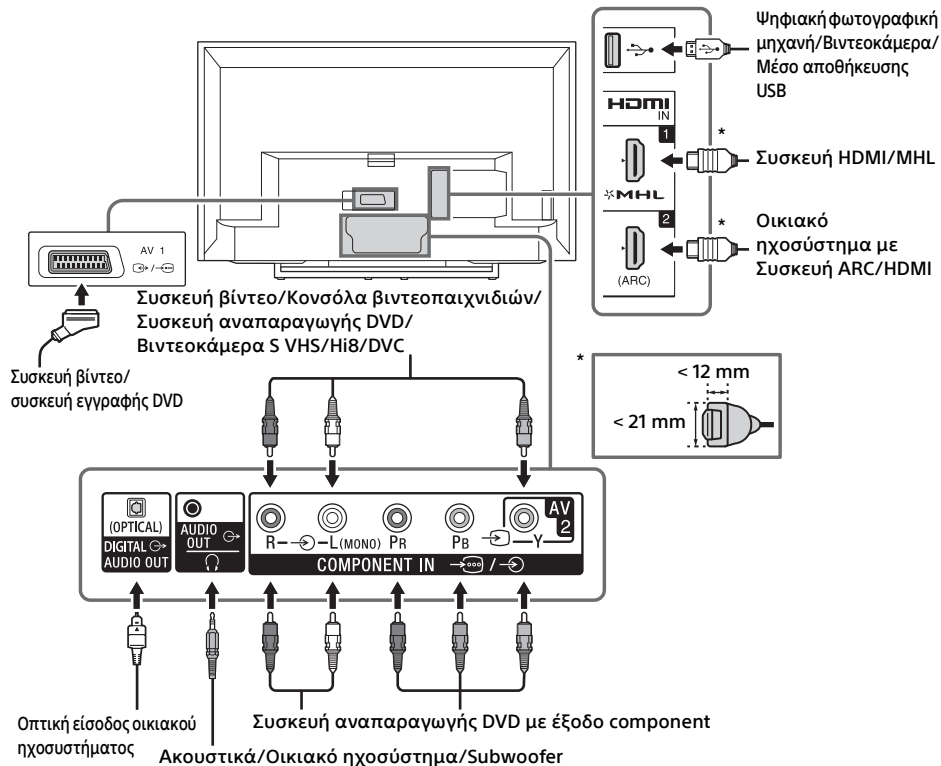 Ψηφιακή φωτογραφική
μηχανή/Βιντεοκάμερα/
Μέσο αποθήκευσης
USB
HDMI
IN
1
*
Συσκευή HDMI/MHL
MHL
2
*
Οικιακό
ηχοσύστημα με
Συσκευή ARC/HDMI
(ARC)
AV 1
Συσκευή βίντεο/Κονσόλα βιντεοπαιχνιδιών/
Συσκευή αναπαραγωγής DVD/
Βιντεοκάμερα S VHS/Hi8/DVC
Συσκευή βίντεο/
συσκευή εγγραφής DVD
*
< 12 mm
< 21 mm
(OPTICAL)
DIGITAL
AUDIO OUT
AUDIO
OUT
R
L(MONO)
PR
PB
Y
AV
2
COMPONENT IN
/
Οπτική είσοδος οικιακού
ηχοσυστήματος
Συσκευή αναπαραγωγής DVD με έξοδο component
Ακουστικά/Οικιακό ηχοσύστημα/Subwoofer